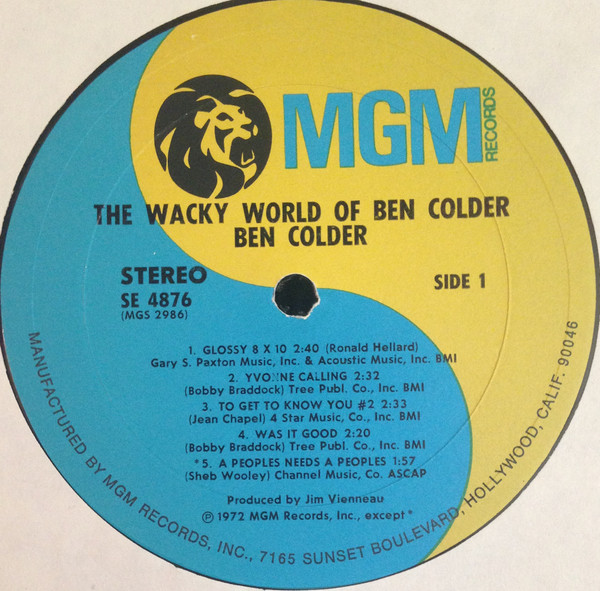 MGM
RECORDS
THE WACKY WORLD OF BEN COLDER
BEN COLDER
STEREO
SE 4876
(MGS 2986)
SIDE 1
1. GLOSSY 8 X 10 2:40 (Ronald Hellard)
Gary S. Paxton Music, Inc. & Acoustic Music, Inc. BMI
2. YVONNE CALLING 2:32
(Bobby Braddock) Tree Publ. Co., Inc. BMI
3. TO GET TO KNOW YOU #2 2:33
(Jean Chapel) 4 Star Music, Co., Inc. BMI
4. WAS IT GOOD 2:20
(Bobby Braddock) Tree Publ. Co., Inc. BMI
*5. A PEOPLES NEEDS A PEOPLES 1:57
(Sheb Wooley) Channel Music, Co. ASCAP
Produced by Jim Vienneau
℗ 1972 MGM Records, Inc., except*
MANUFACTURED BY MGM RECORDS, INC., 7165 SUNSET BOULEVARD, HOLLYWOOD, CALIF. 90046